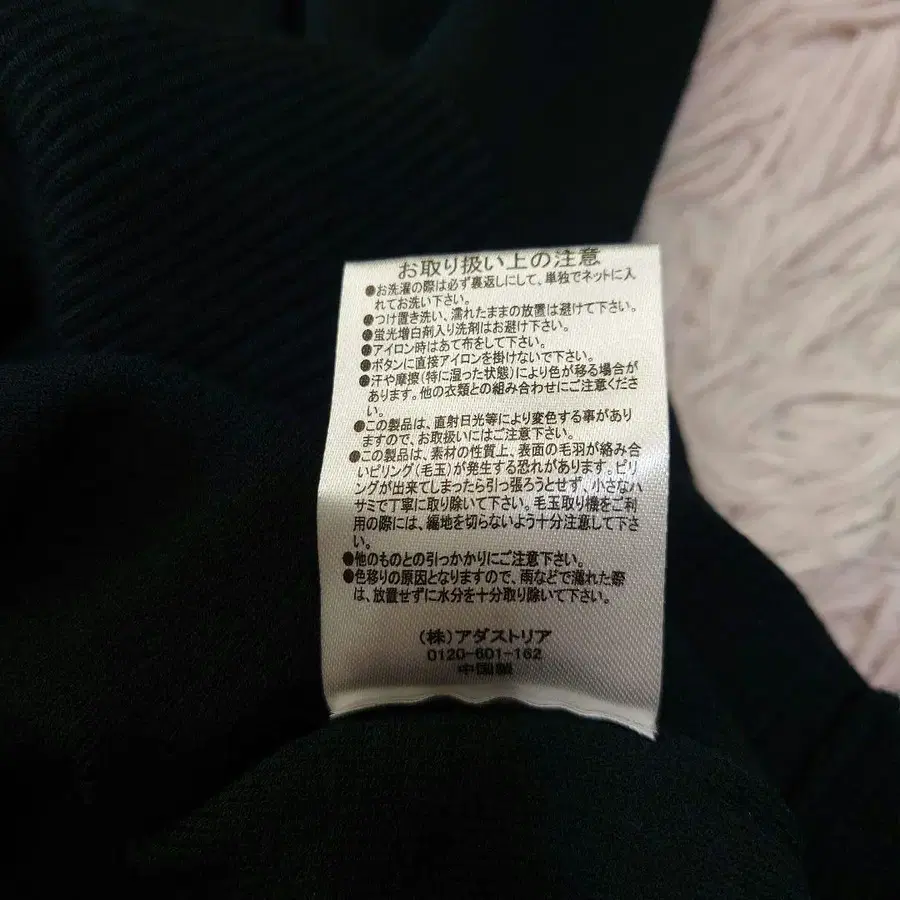 お取り扱い上の注意
●お洗濯の際は必ず裏返しにして、単独でネットに入
れてお洗い下さい。
●つけ置き洗い、濡れたままの放置は避けて下さい。
●蛍光増白剤入り洗剤はお避け下さい。
●アイロン時はあて布をして下さい。
●ボタンに直接アイロンを掛けないで下さい。
●汗や摩擦(特に湿った状態)により色が移る場合が
あります。他の衣類との組み合わせにご注意くださ
い。
●この製品は、直射日光等により変色する事があり
ますので、お取扱いにはご注意下さい。
●この製品は、素材の性質上、表面の毛羽が絡み合
いピリング(毛玉)が発生する恐れがあります。ピリ
ングが出来てしまったら引っ張ろうとせず、小さなハ
サミで丁寧に取り除いて下さい。毛玉取り機をご利
用の際には、編地を切らないよう十分注意して下さ
い。
●他のものとの引っかかりにご注意下さい。
●色移りの原因となりますので、雨などで濡れた際
は、放置せずに水分を十分取り除いて下さい。
(株)アダストリア
0120-601-162
中国製